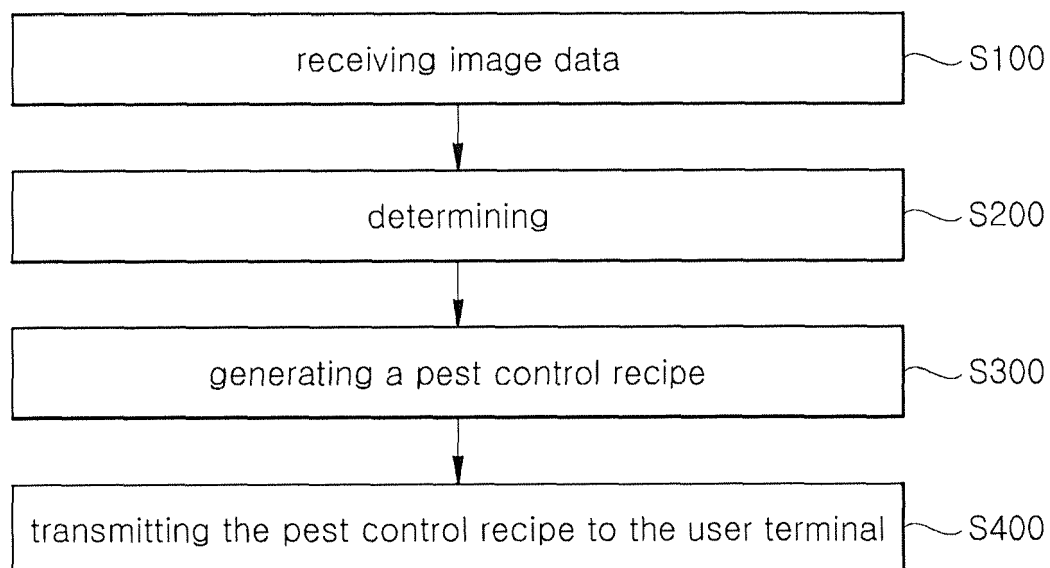 receiving image data S100
determining S200
generating a pest control recipe S300
transmitting the pest control recipe to the user terminal S400